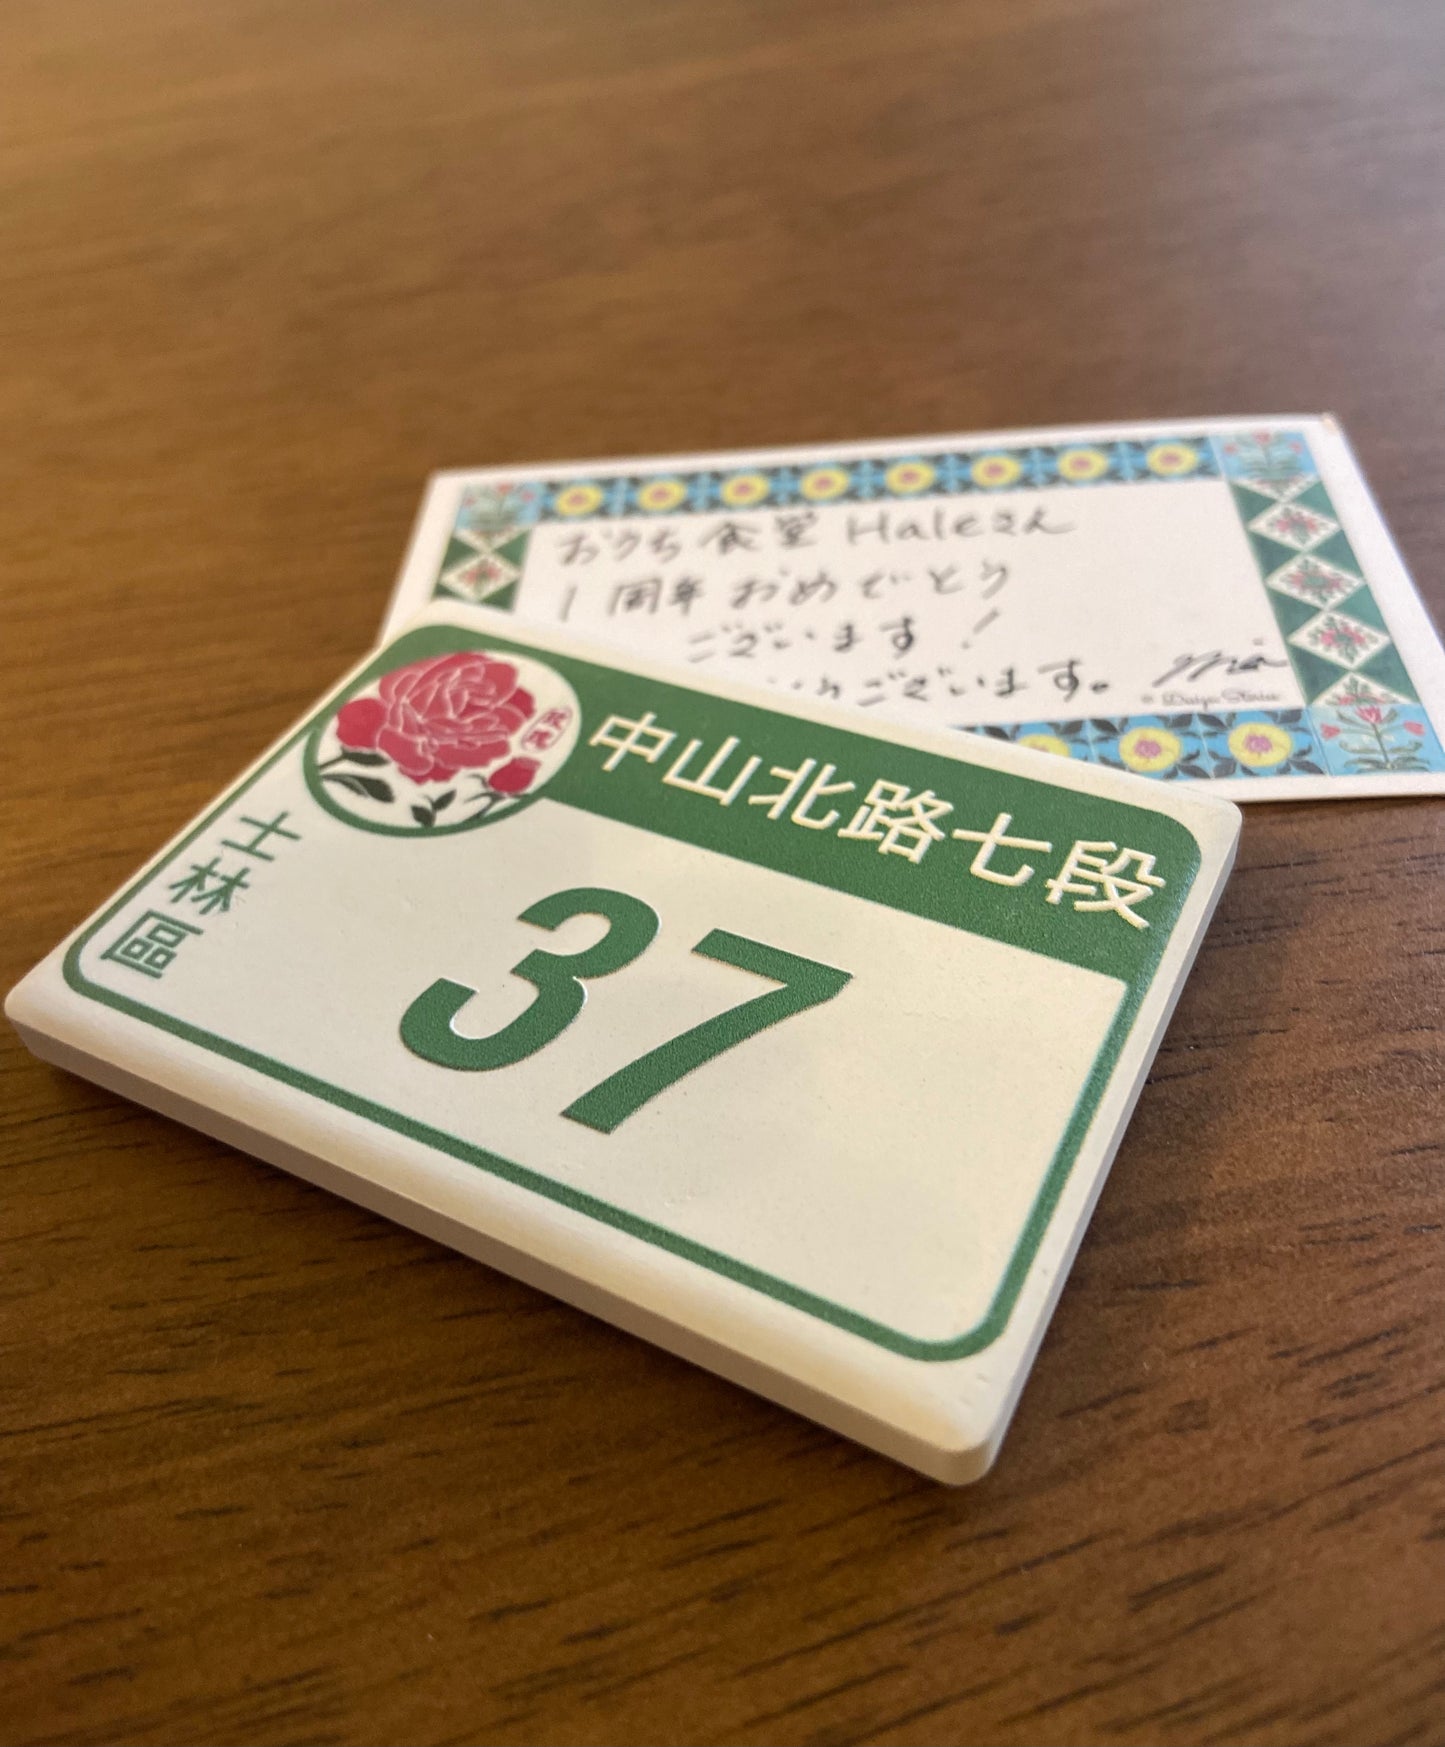 中山北路七段
士林區
37
おうち食堂 Haleさん
1周年 おめでとう
ございます！
ございます。